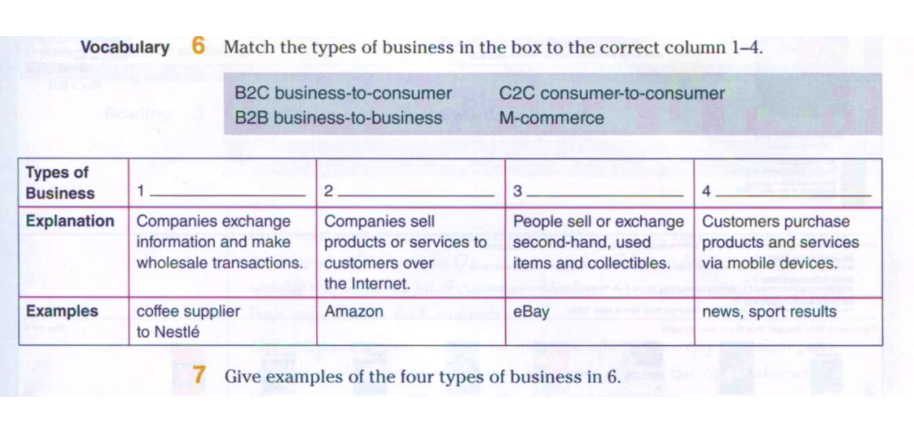 Vocabulary 6 Match the types of business in the box to the correct column 1–4.
B2C business-to-consumer C2C consumer-to-consumer
B2B business-to-business M-commerce
Types of
Business 1 2 3 4
Explanation Companies exchange Companies sell People sell or exchange Customers purchase
information and make products or services to second-hand, used products and services
wholesale transactions. customers over items and collectibles. via mobile devices.
the Internet.
Examples coffee supplier Amazon eBay news, sport results
to Nestlé
7 Give examples of the four types of business in 6.